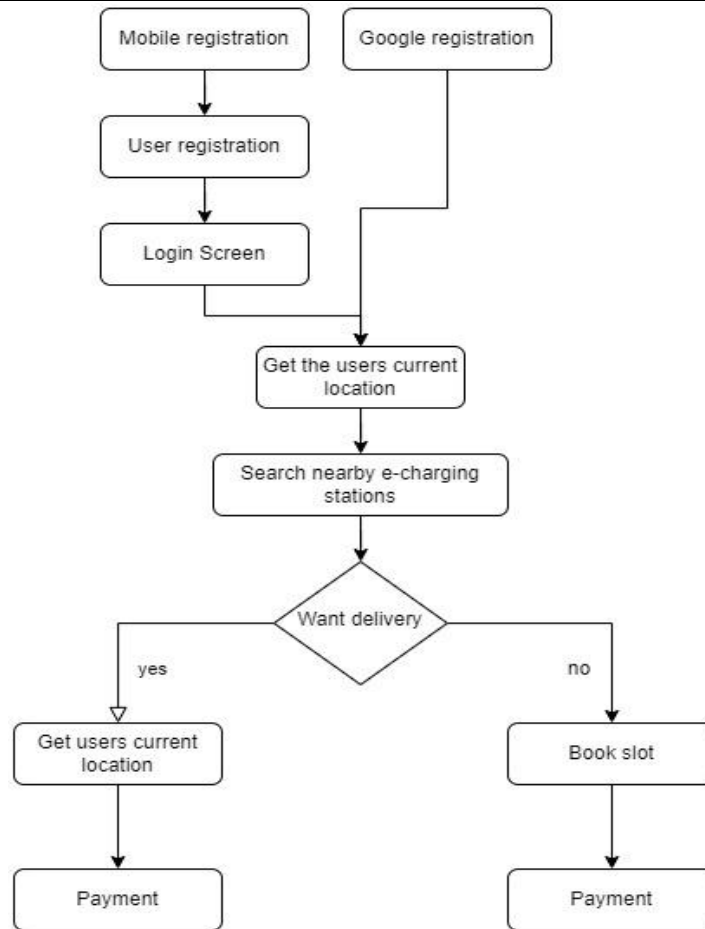 Mobile registration
Google registration
User registration
Login Screen
Get the users current
location
Search nearby e-charging
stations
Want delivery
yes
no
Get users current
location
Book slot
Payment
Payment